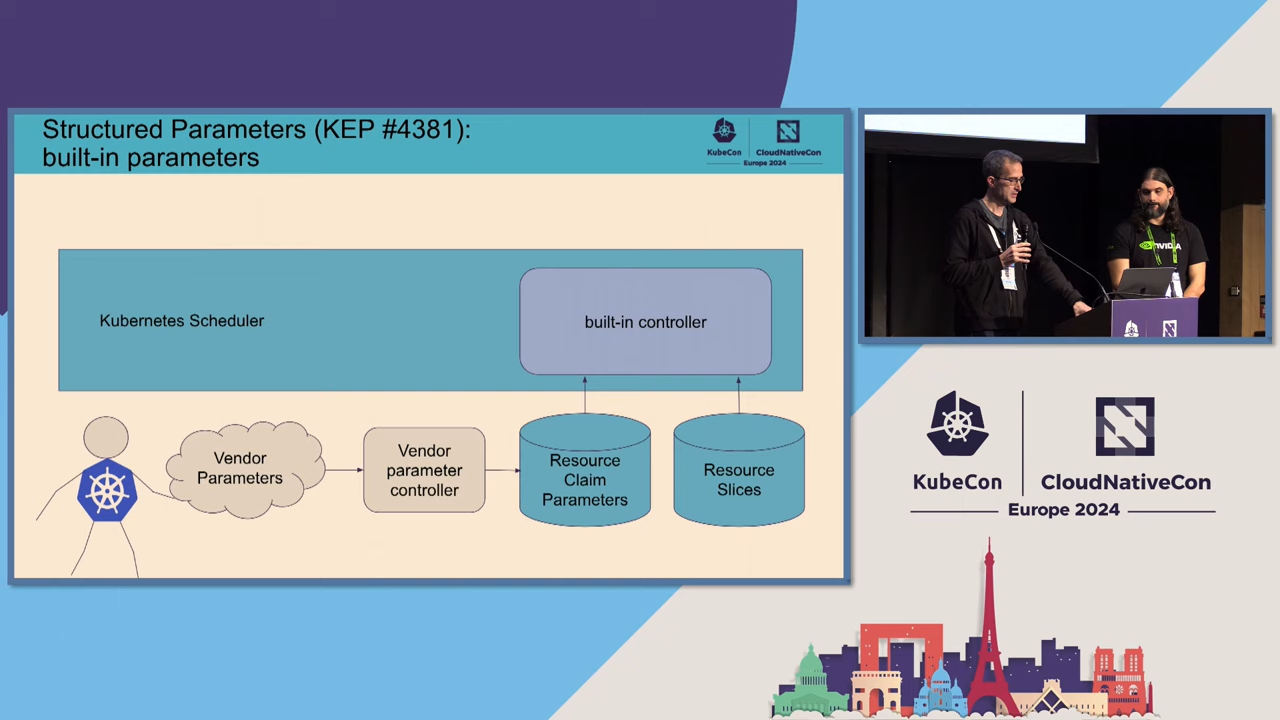 Structured Parameters (KEP #4381):
built-in parameters
KubeCon
CloudNativeCon
Europe 2024
Kubernetes Scheduler
built-in controller
Vendor
Parameters
Vendor
parameter
controller
Resource
Claim
Parameters
Resource
Slices
NVIDIA
KubeCon
CloudNativeCon
Europe 2024